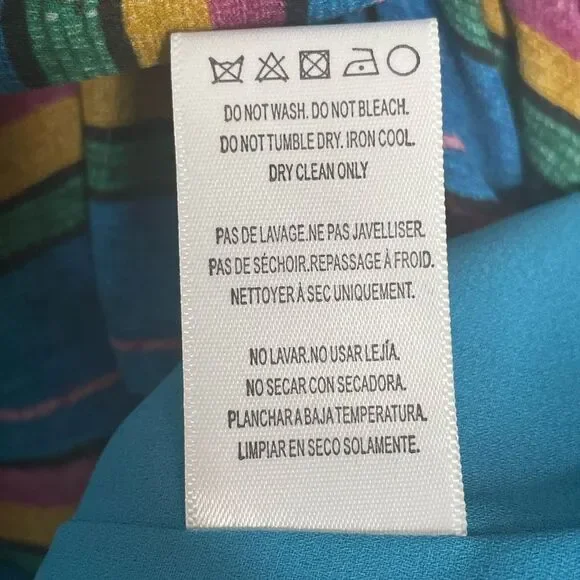 DO NOT WASH. DO NOT BLEACH.
DO NOT TUMBLE DRY. IRON COOL.
DRY CLEAN ONLY
PAS DE LAVAGE.NE PAS JAVELLISER.
PAS DE SÉCHOIR.REPASSAGE À FROID.
NETTOYER À SEC UNIQUEMENT.
NO LAVAR.NO USAR LEJÍA.
NO SECAR CON SECADORA.
PLANCHAR A BAJA TEMPERATURA.
LIMPIAR EN SECO SOLAMENTE.